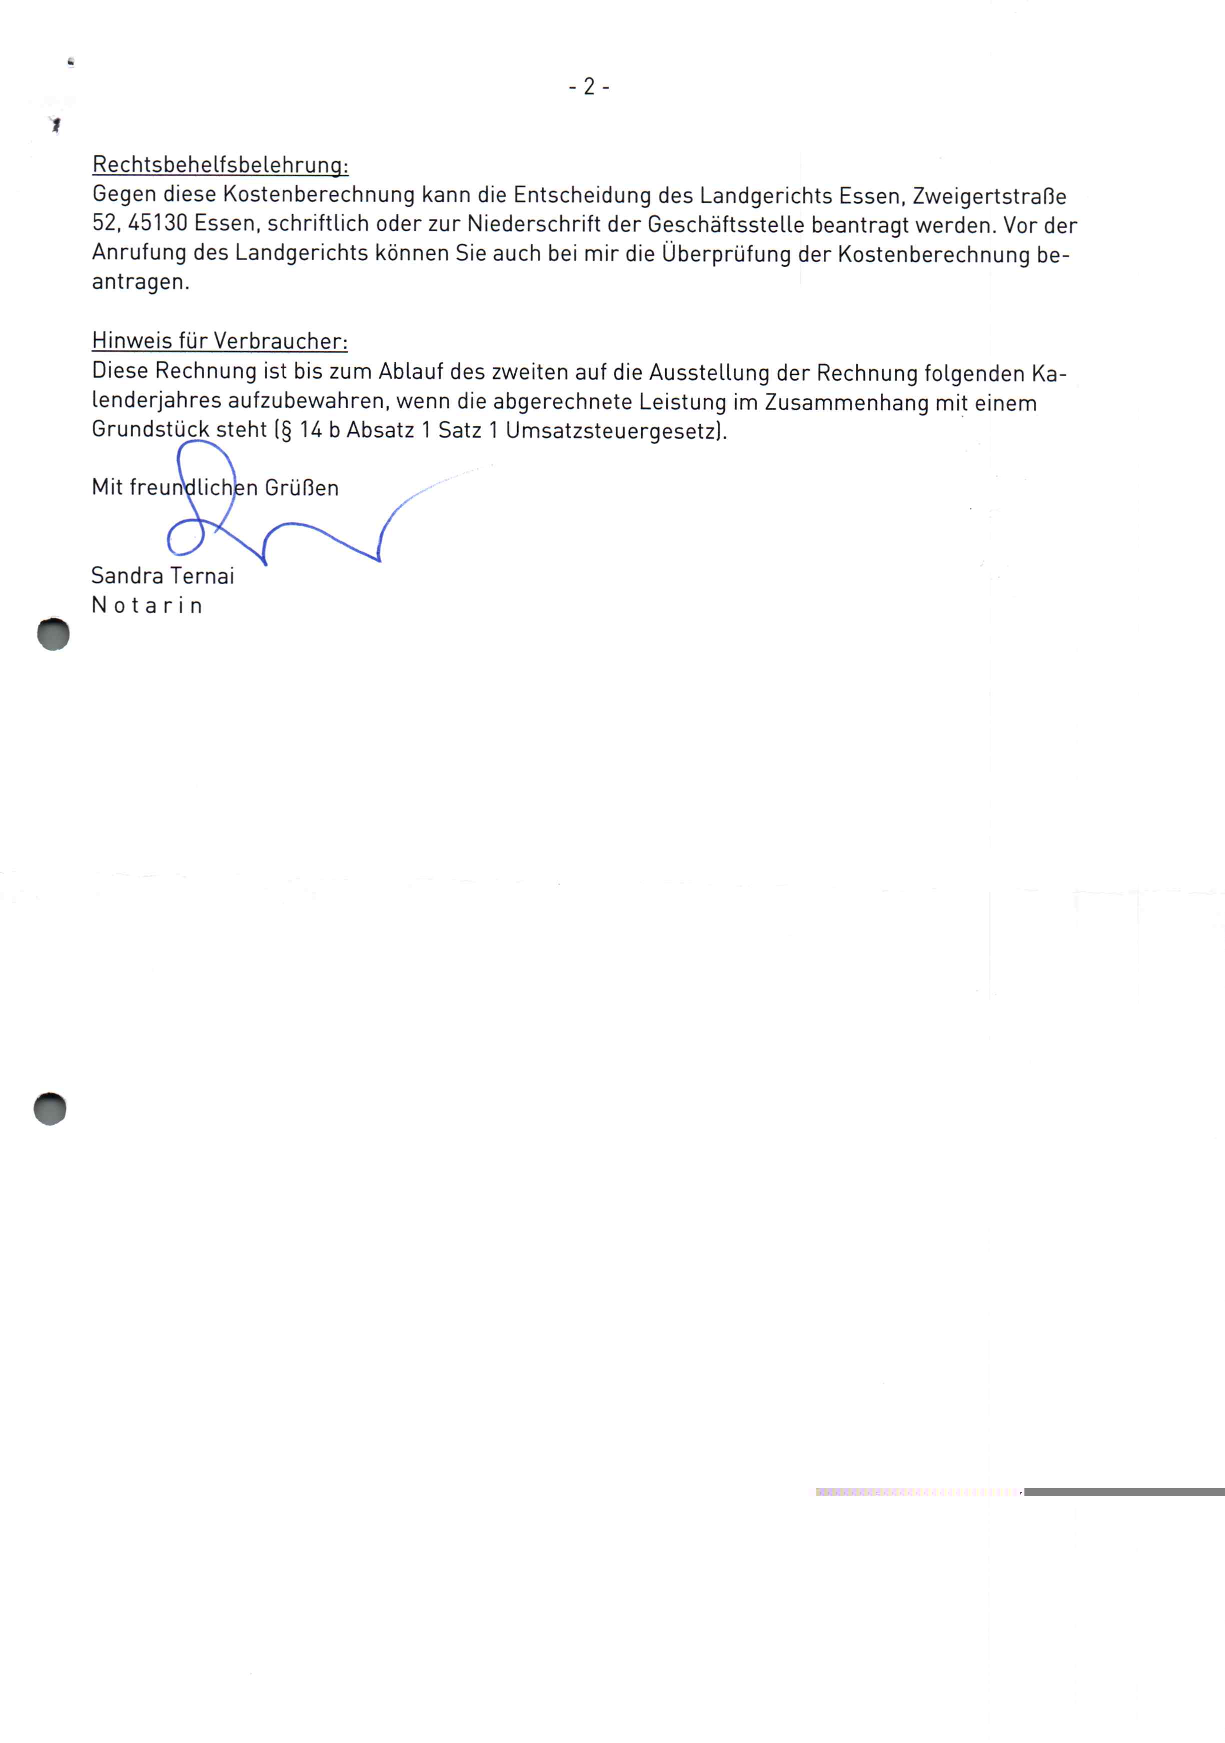 - 2 -
Rechtsbehelfsbelehrung:
Gegen diese Kostenberechnung kann die Entscheidung des Landgerichts Essen, Zweigertstraße
52, 45130 Essen, schriftlich oder zur Niederschrift der Geschäftsstelle beantragt werden. Vor der
Anrufung des Landgerichts können Sie auch bei mir die Überprüfung der Kostenberechnung be-
antragen.
Hinweis für Verbraucher:
Diese Rechnung ist bis zum Ablauf des zweiten auf die Ausstellung der Rechnung folgenden Ka-
lenderjahres aufzubewahren, wenn die abgerechnete Leistung im Zusammenhang mit einem
Grundstück steht (§ 14 b Absatz 1 Satz 1 Umsatzsteuergesetz).
Mit freundlichen Grüßen
Sandra Ternai
N o t a r i n